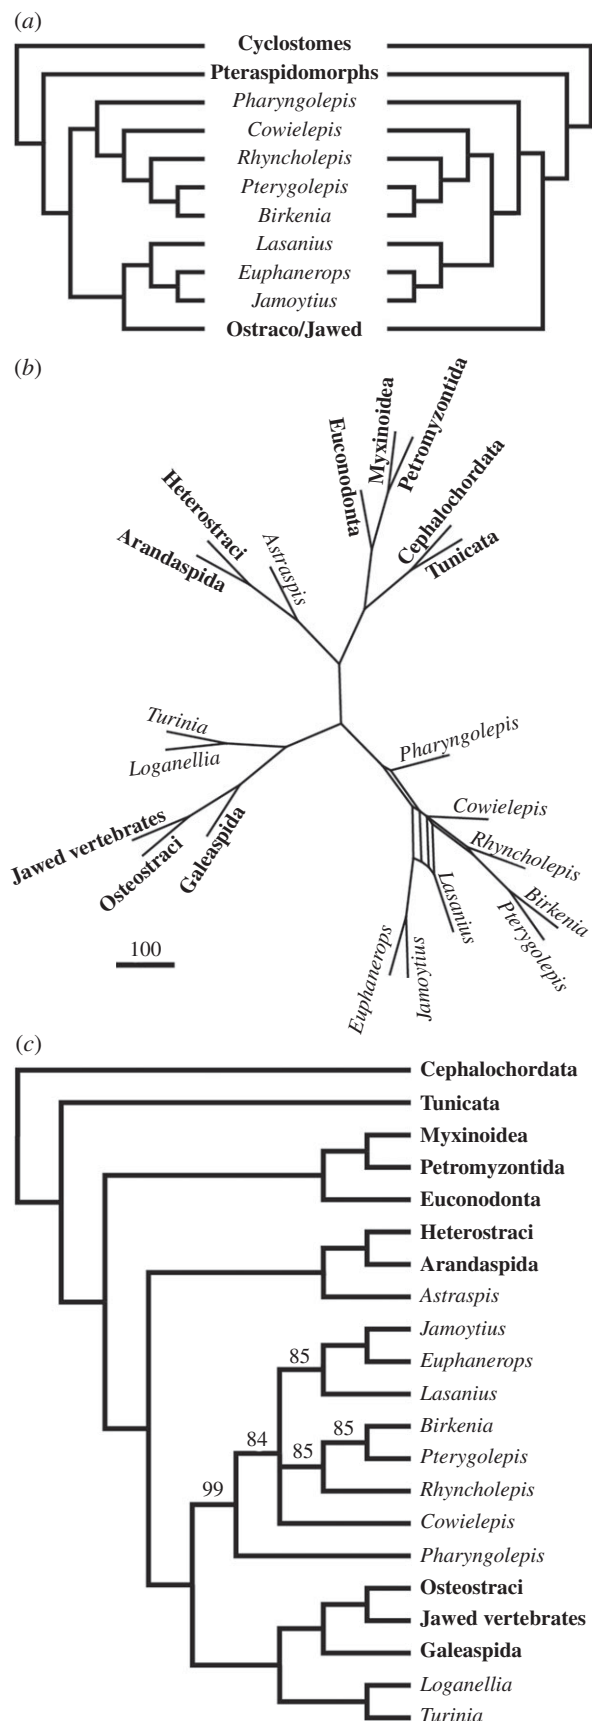 (a)
Cyclostomes
Pteraspidomorphs
Pharyngolepis
Cowielepis
Rhyncholepis
Pterygolepis
Birkenia
Lasanius
Euphanerops
Jamoytius
Ostraco/Jawed
(b)
Euconodonta
Myxinoidea
Petromyzontida
Cephalochordata
Tunicata
Heterostraci
Arandaspida
Astraspis
Turinia
Loganellia
Jawed vertebrates
Osteostraci
Galeaspida
Pharyngolepis
Cowielepis
Rhyncholepis
Birkenia
Pterygolepis
Lasanius
Jamoytius
Euphanerops
100
(c)
Cephalochordata
Tunicata
Myxinoidea
Petromyzontida
Euconodonta
Heterostraci
Arandaspida
Astraspis
Jamoytius
85
Euphanerops
Lasanius
85
Birkenia
84
85
Pterygolepis
99
Rhyncholepis
Cowielepis
Pharyngolepis
Osteostraci
Jawed vertebrates
Galeaspida
Loganellia
Turinia